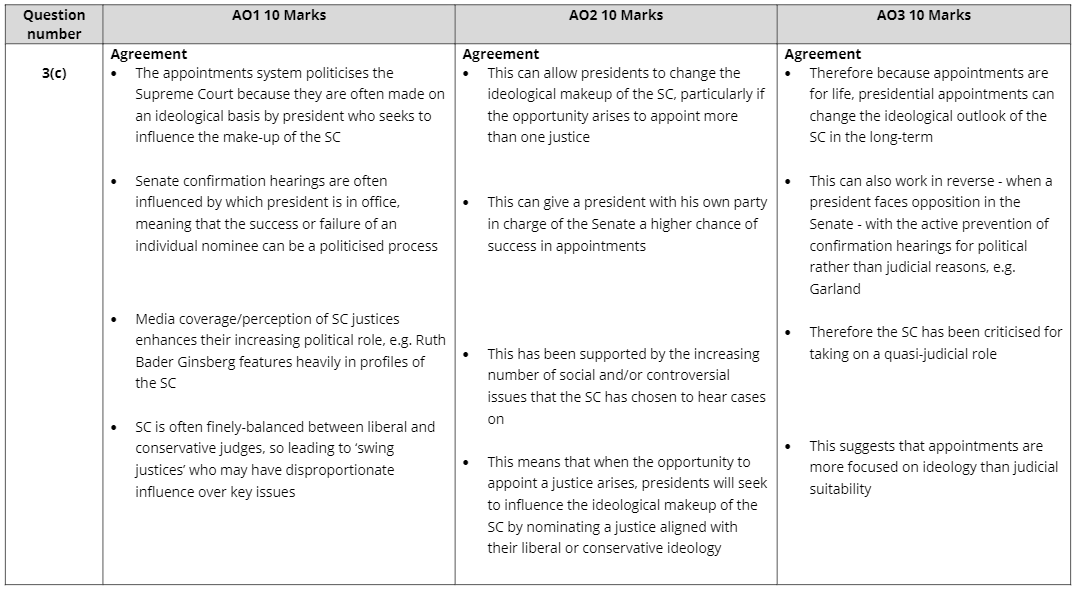 Question
number
AO1 10 Marks
AO2 10 Marks
AO3 10 Marks
3(c)
Agreement
• The appointments system politicises the
Supreme Court because they are often made on
an ideological basis by president who seeks to
influence the make-up of the SC
• Senate confirmation hearings are often
influenced by which president is in office,
meaning that the success or failure of an
individual nominee can be a politicised process
• Media coverage/perception of SC justices
enhances their increasing political role, e.g. Ruth
Bader Ginsberg features heavily in profiles of
the SC
• SC is often finely-balanced between liberal and
conservative judges, so leading to ‘swing
justices’ who may have disproportionate
influence over key issues
Agreement
• This can allow presidents to change the
ideological makeup of the SC, particularly if
the opportunity arises to appoint more
than one justice
• This can give a president with his own party
in charge of the Senate a higher chance of
success in appointments
• This has been supported by the increasing
number of social and/or controversial
issues that the SC has chosen to hear cases
on
• This means that when the opportunity to
appoint a justice arises, presidents will seek
to influence the ideological makeup of the
SC by nominating a justice aligned with
their liberal or conservative ideology
Agreement
• Therefore because appointments are
for life, presidential appointments can
change the ideological outlook of the
SC in the long-term
• This can also work in reverse - when a
president faces opposition in the
Senate - with the active prevention of
confirmation hearings for political
rather than judicial reasons, e.g.
Garland
• Therefore the SC has been criticised for
taking on a quasi-judicial role
• This suggests that appointments are
more focused on ideology than judicial
suitability